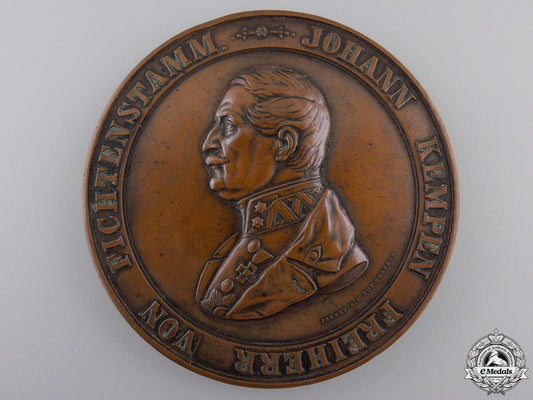 JOHANN KEMPEN FREIHERR VON FICHTENSTAMM.
eMedals